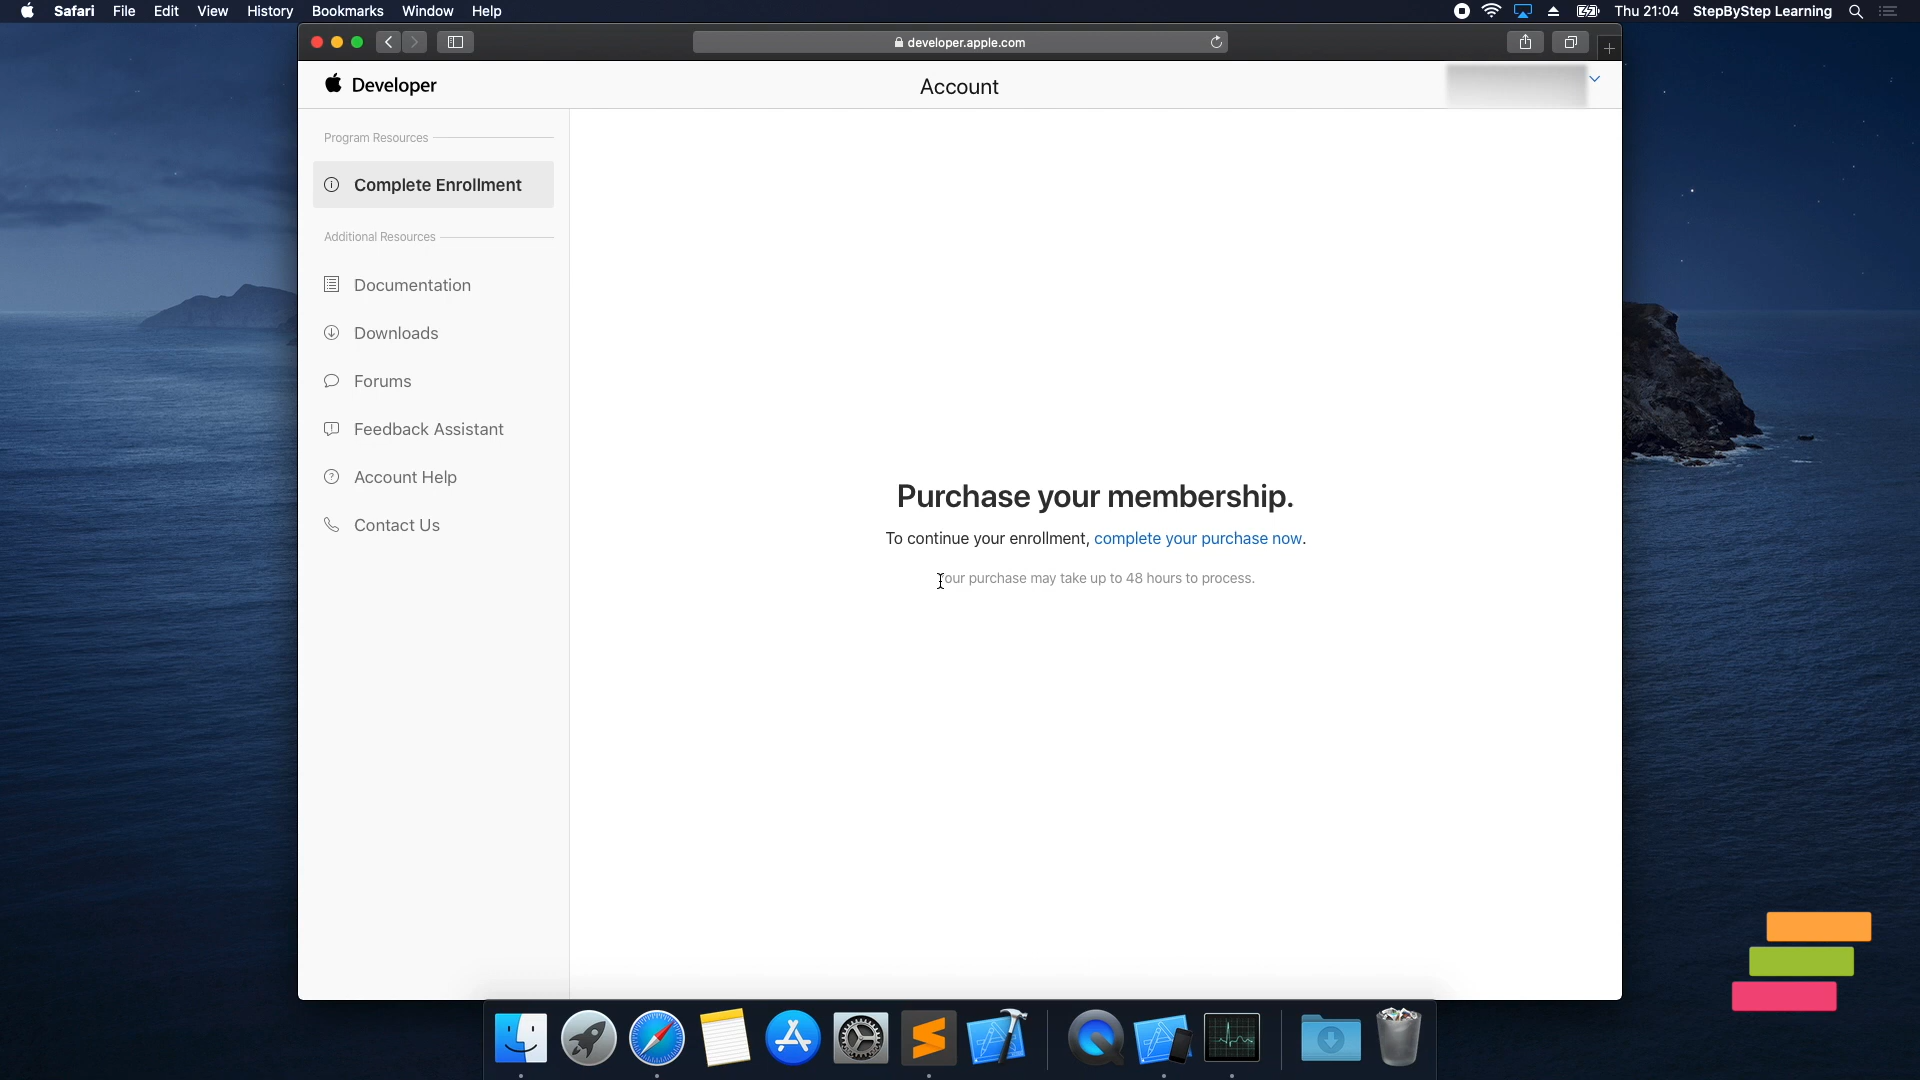 Safari File Edit View History Bookmarks Window Help Thu 21:04 StepByStep Learning
developer.apple.com
Developer Account
Program Resources
Complete Enrollment
Additional Resources
Documentation
Downloads
Forums
Feedback Assistant
Account Help
Contact Us
Purchase your membership.
To continue your enrollment, complete your purchase now.
Your purchase may take up to 48 hours to process.